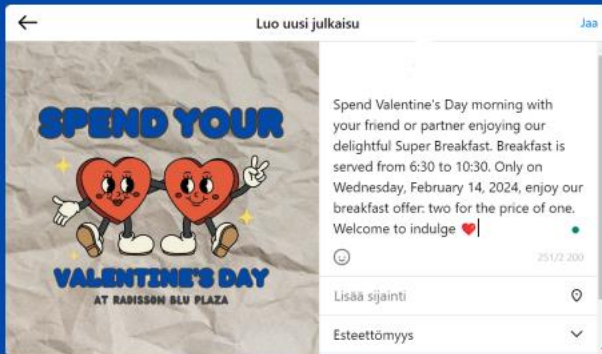 Luo uusi julkaisu
Jaa
SPEND YOUR
VALENTINE'S DAY
AT RADISSON BLU PLAZA
Spend Valentine's Day morning with
your friend or partner enjoying our
delightful Super Breakfast. Breakfast is
served from 6:30 to 10:30. Only on
Wednesday, February 14, 2024, enjoy our
breakfast offer: two for the price of one.
Welcome to indulge ❤️
251/2 200
Lisää sijainti
Esteettömyys